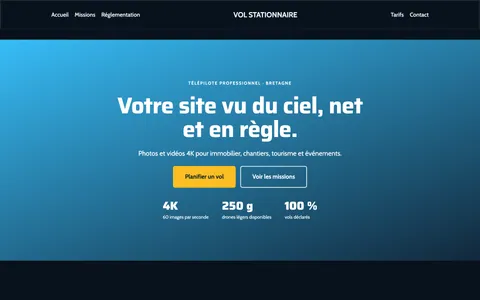 Accueil Missions Réglementation VOL STATIONNAIRE Tarifs Contact
TÉLÉPILOTE PROFESSIONNEL · BRETAGNE
Votre site vu du ciel, net
et en règle.
Photos et vidéos 4K pour immobilier, chantiers, tourisme et événements.
Planifier un vol Voir les missions
4K 250 g 100 %
60 images par seconde drones légers disponibles vols déclarés